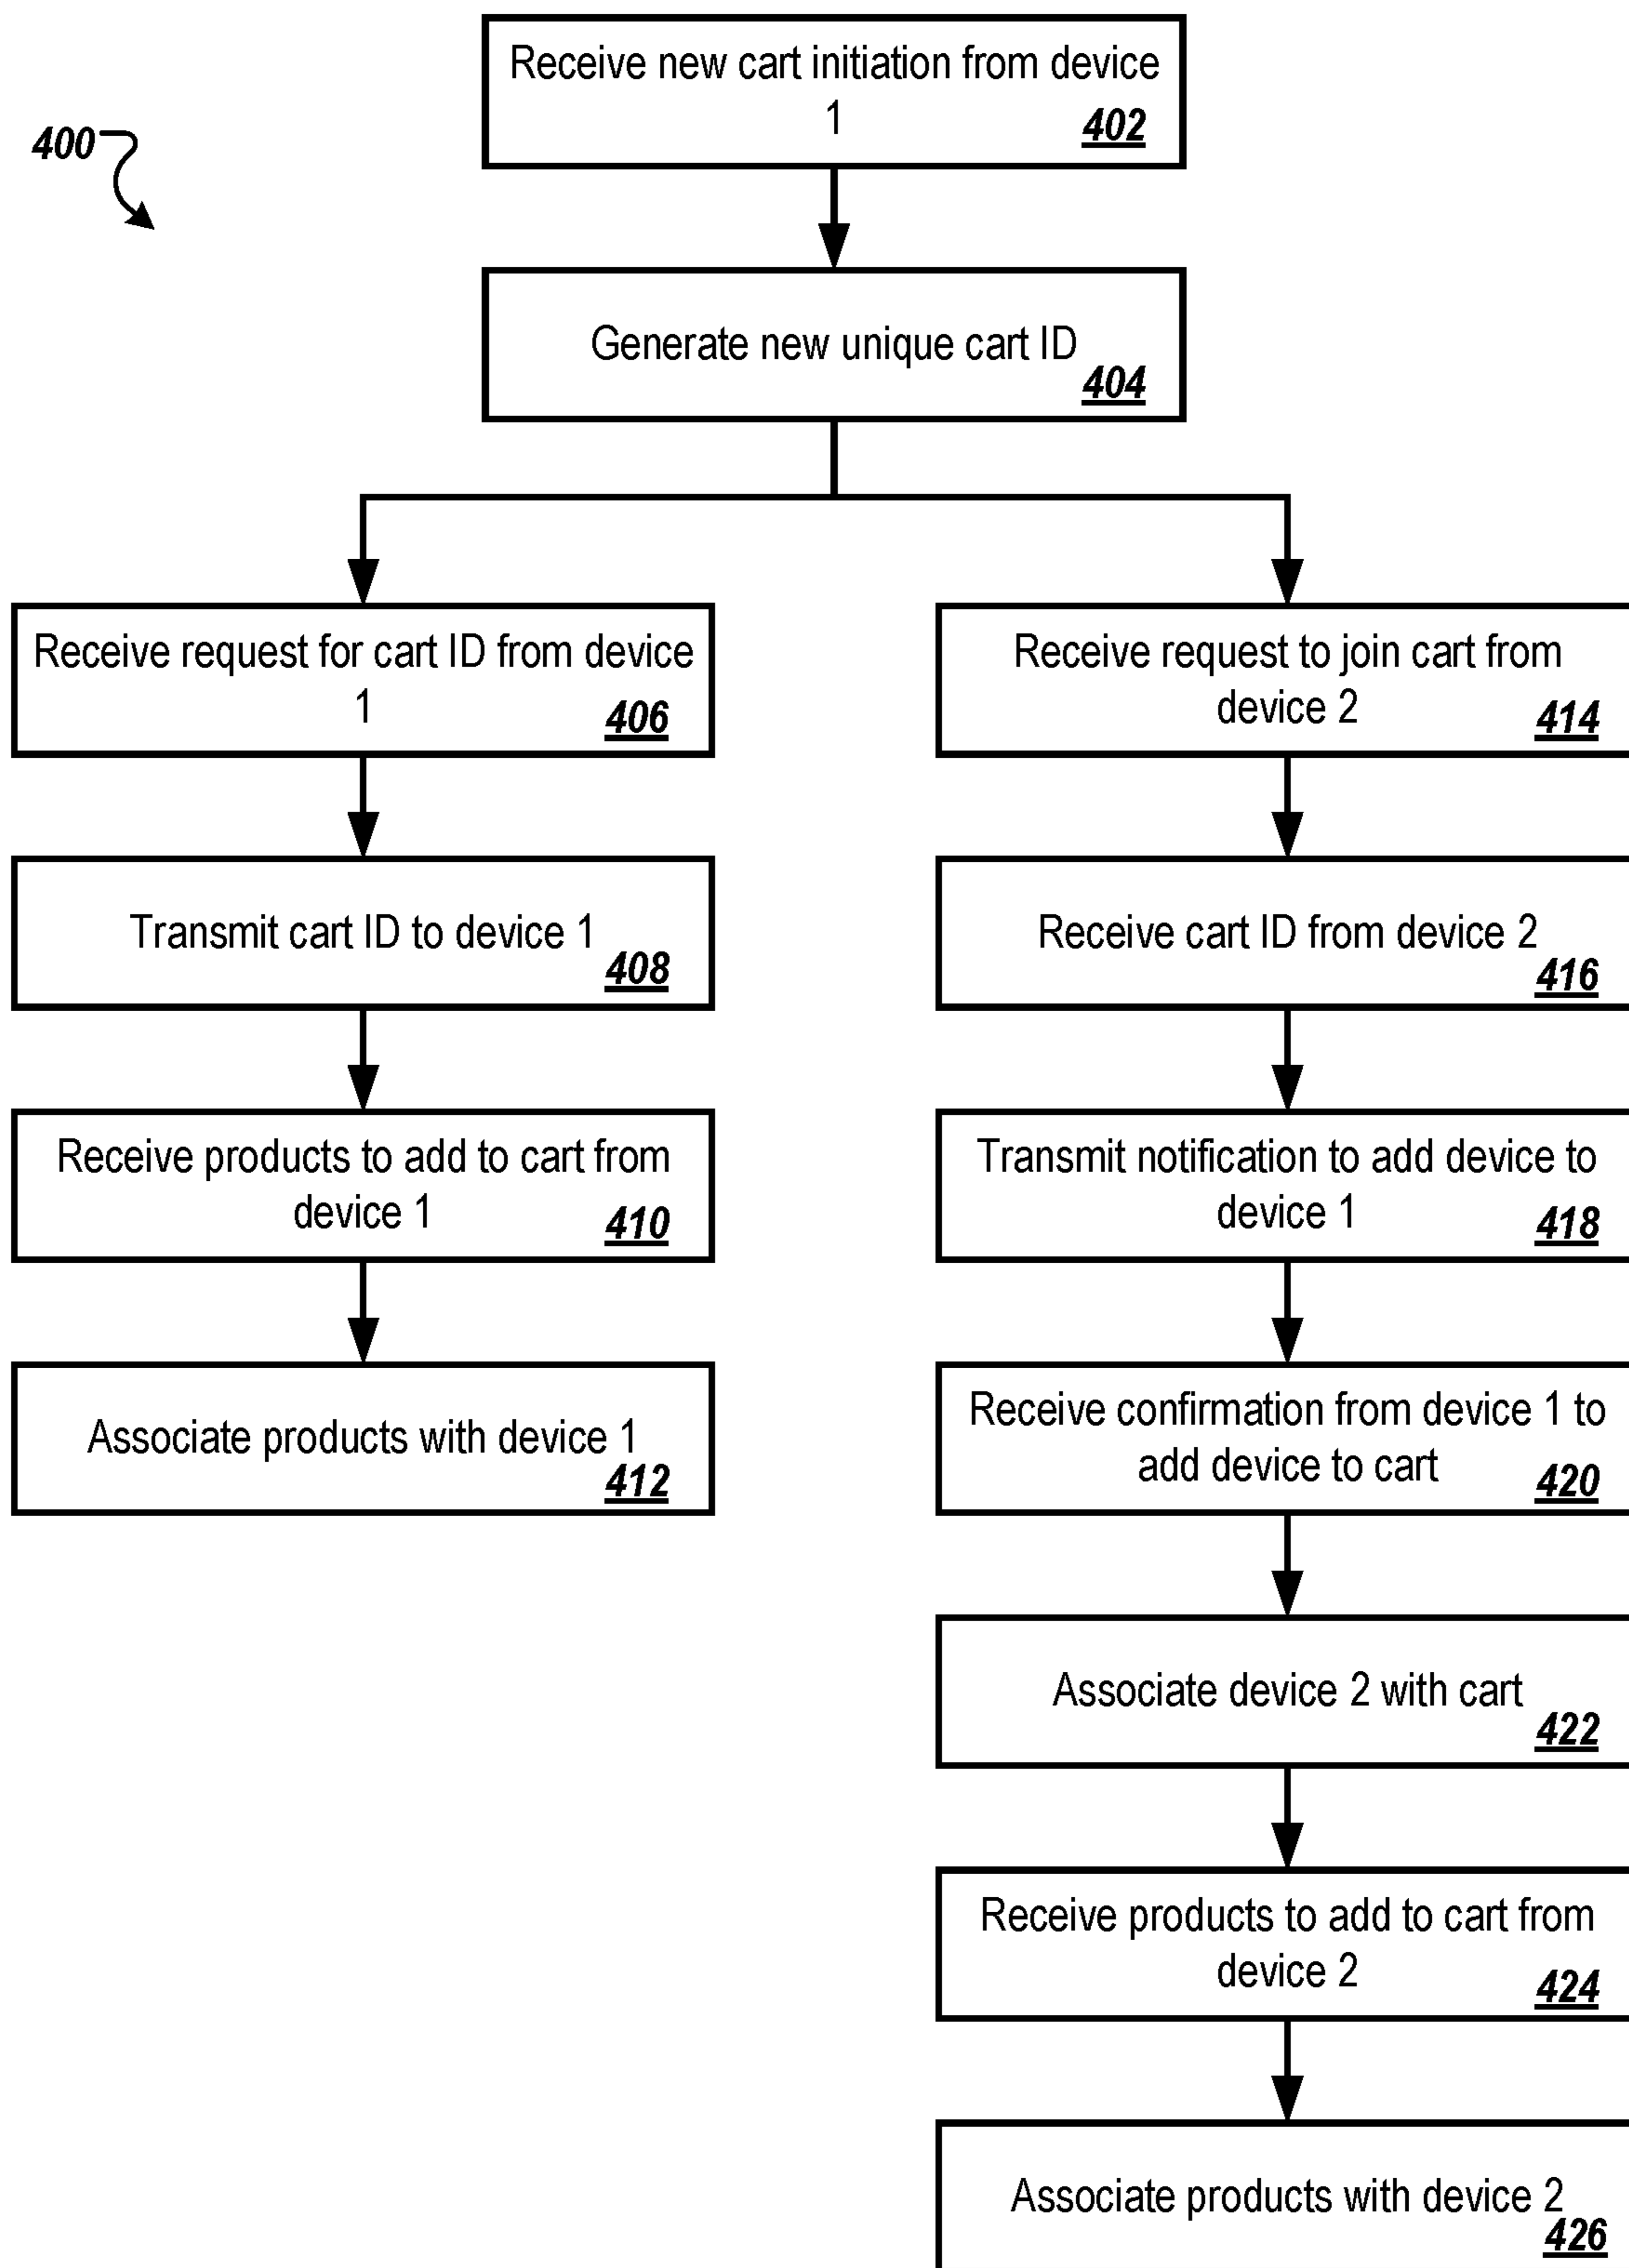 400
Receive new cart initiation from device
1
402
Generate new unique cart ID
404
Receive request for cart ID from device
1
406
Transmit cart ID to device 1
408
Receive products to add to cart from
device 1
410
Associate products with device 1
412
Receive request to join cart from
device 2
414
Receive cart ID from device 2
416
Transmit notification to add device to
device 1
418
Receive confirmation from device 1 to
add device to cart
420
Associate device 2 with cart
422
Receive products to add to cart from
device 2
424
Associate products with device 2
426